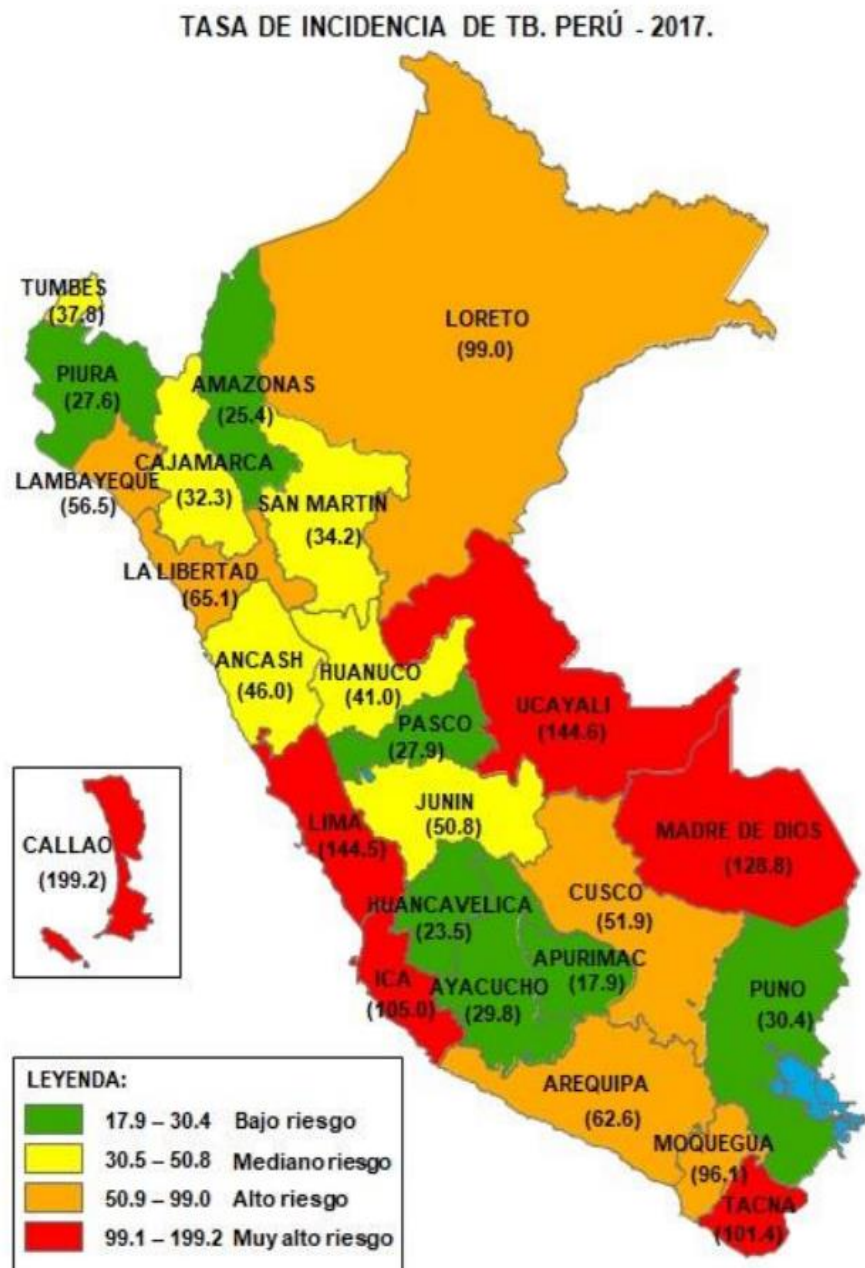 TASA DE INCIDENCIA DE TB. PERÚ - 2017.
TUMBES
(37.8)
LORETO
(99.0)
PIURA
(27.6)
AMAZONAS
(25.4)
LAMBAYEQUE
(56.5)
CAJAMARCA
(32.3)
SAN MARTIN
(34.2)
LA LIBERTAD
(65.1)
ANCASH
(46.0)
HUANUCO
(41.0)
UCAYALI
(144.6)
PASCO
(27.9)
LIMA
(144.5)
JUNIN
(50.8)
MADRE DE DIOS
(128.8)
CALLAO
(199.2)
HUANCAVELICA
(23.5)
CUSCO
(51.9)
ICA
(105.0)
AYACUCHO
(29.8)
APURIMAC
(17.9)
PUNO
(30.4)
AREQUIPA
(62.6)
MOQUEGUA
(96.1)
TACNA
(101.4)
LEYENDA:
17.9 – 30.4 Bajo riesgo
30.5 – 50.8 Mediano riesgo
50.9 – 99.0 Alto riesgo
99.1 – 199.2 Muy alto riesgo